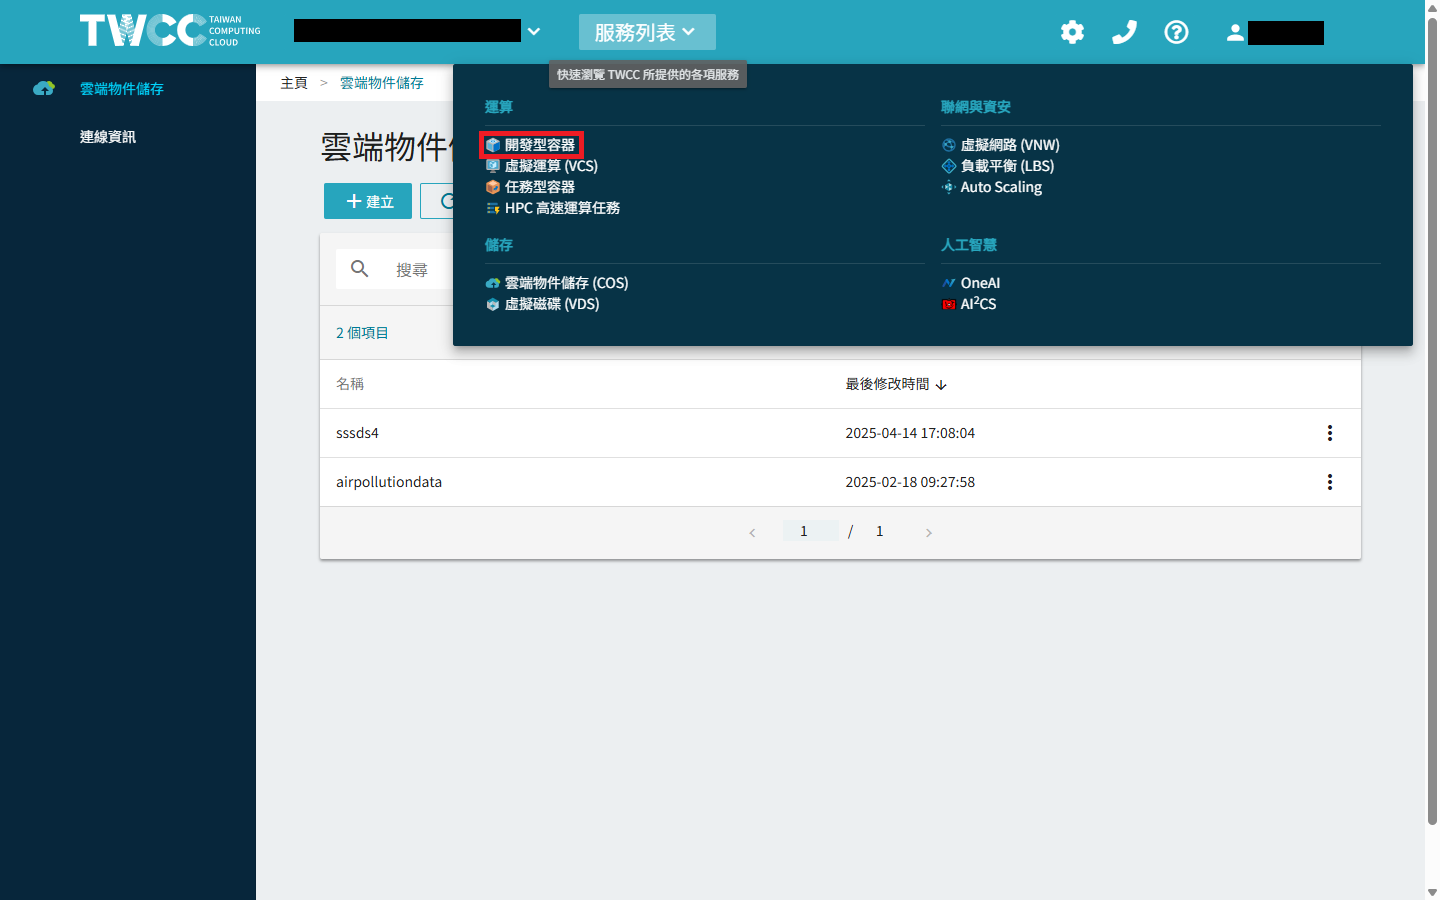 TWCC TAIWAN COMPUTING CLOUD
服務列表
快速瀏覽 TWCC 所提供的各項服務
雲端物件儲存
連線資訊
主頁 > 雲端物件儲存
雲端物件
建立
搜尋
2 個項目
運算
開發型容器
虛擬運算 (VCS)
任務型容器
HPC 高速運算任務
儲存
雲端物件儲存 (COS)
虛擬磁碟 (VDS)
聯網與資安
虛擬網路 (VNW)
負載平衡 (LBS)
Auto Scaling
人工智慧
OneAI
AI²CS
名稱 最後修改時間
sssds4 2025-04-14 17:08:04
airpollutiondata 2025-02-18 09:27:58
< 1 / 1 >